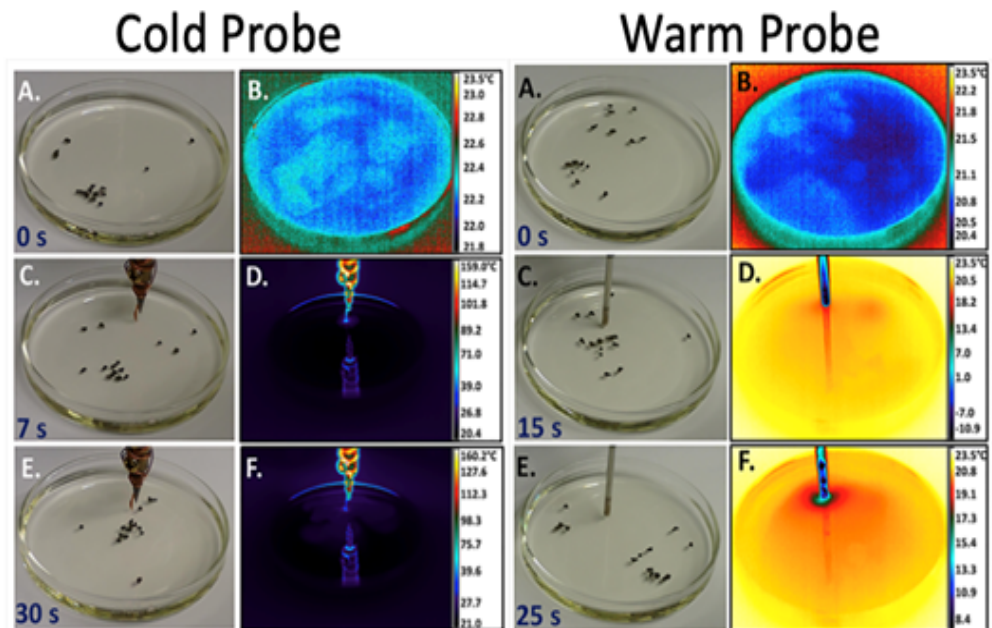 Cold Probe
Warm Probe
A.
0 s
B.
23.5°C
23.0
22.8
22.6
22.4
22.2
22.0
21.8
A.
0 s
B.
23.5°C
22.2
21.8
21.5
21.1
20.8
20.5
20.4
C.
7 s
D.
159.0°C
114.7
101.8
89.2
71.0
39.0
26.8
20.4
C.
15 s
D.
23.5°C
20.5
18.2
13.4
7.0
1.0
-7.0
-10.9
E.
30 s
F.
160.2°C
127.6
112.3
98.3
75.7
39.6
27.7
21.0
E.
25 s
F.
23.5°C
20.8
19.1
17.3
15.4
13.3
10.9
8.4